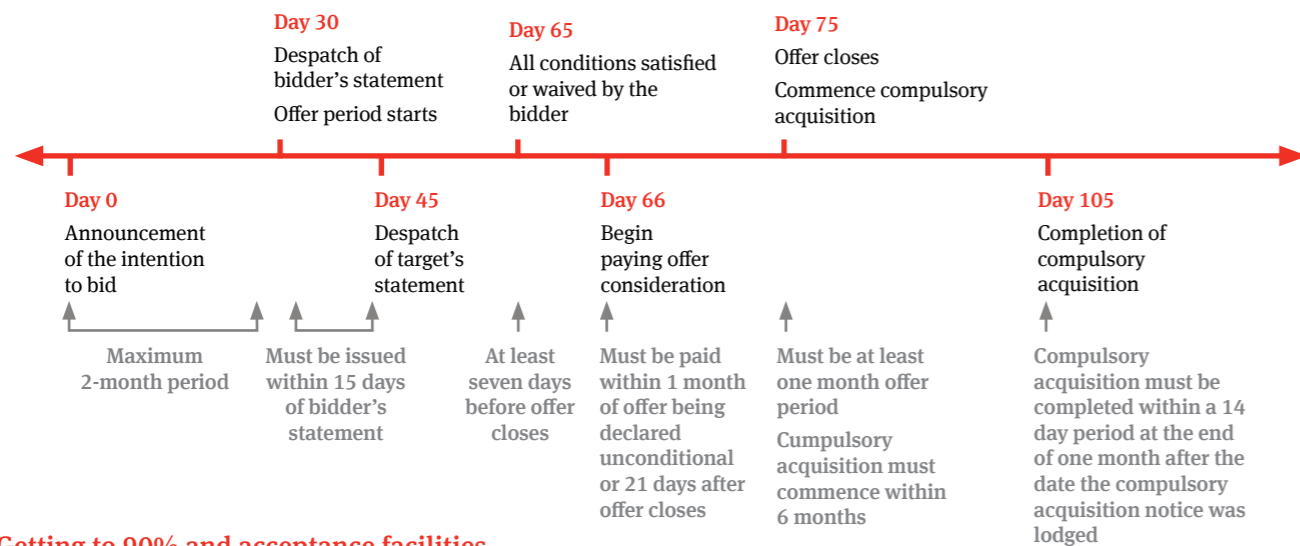 Day 30
Despatch of
bidder’s statement
Offer period starts
Day 65
All conditions satisfied
or waived by the
bidder
Day 75
Offer closes
Commence compulsory
acquisition
Day 0
Announcement
of the intention
to bid
Day 45
Despatch
of target’s
statement
Day 66
Begin
paying offer
consideration
Day 105
Completion of
compulsory
acquisition
Maximum
2-month period
Must be issued
within 15 days
of bidder’s
statement
At least
seven days
before offer
closes
Must be paid
within 1 month
of offer being
declared
unconditional
or 21 days after
offer closes
Must be at least
one month offer
period
Cumpulsory
acquisition must
commence within
6 months
Compulsory
acquisition must be
completed within a 14
day period at the end
of one month after the
date the compulsory
acquisition notice was
lodged
Getting to 90% and acceptance facilities